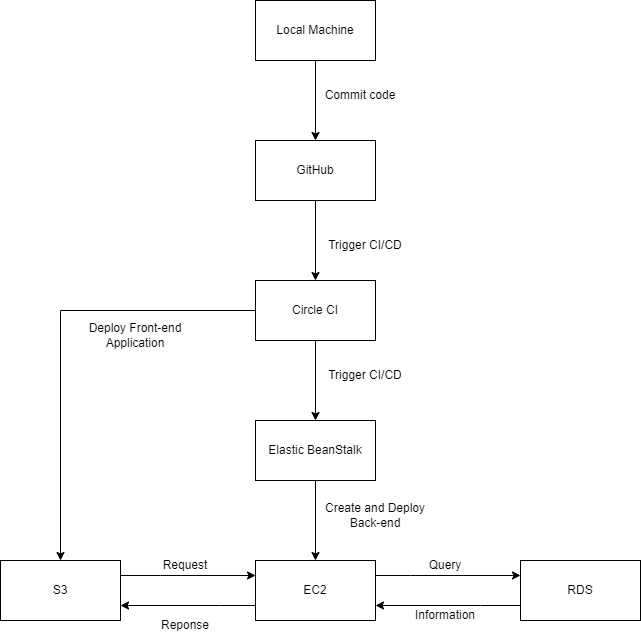 Local Machine
Commit code
GitHub
Trigger CI/CD
Circle CI
Deploy Front-end
Application
Trigger CI/CD
Elastic BeanStalk
Create and Deploy
Back-end
Request
Query
S3
EC2
RDS
Reponse
Information